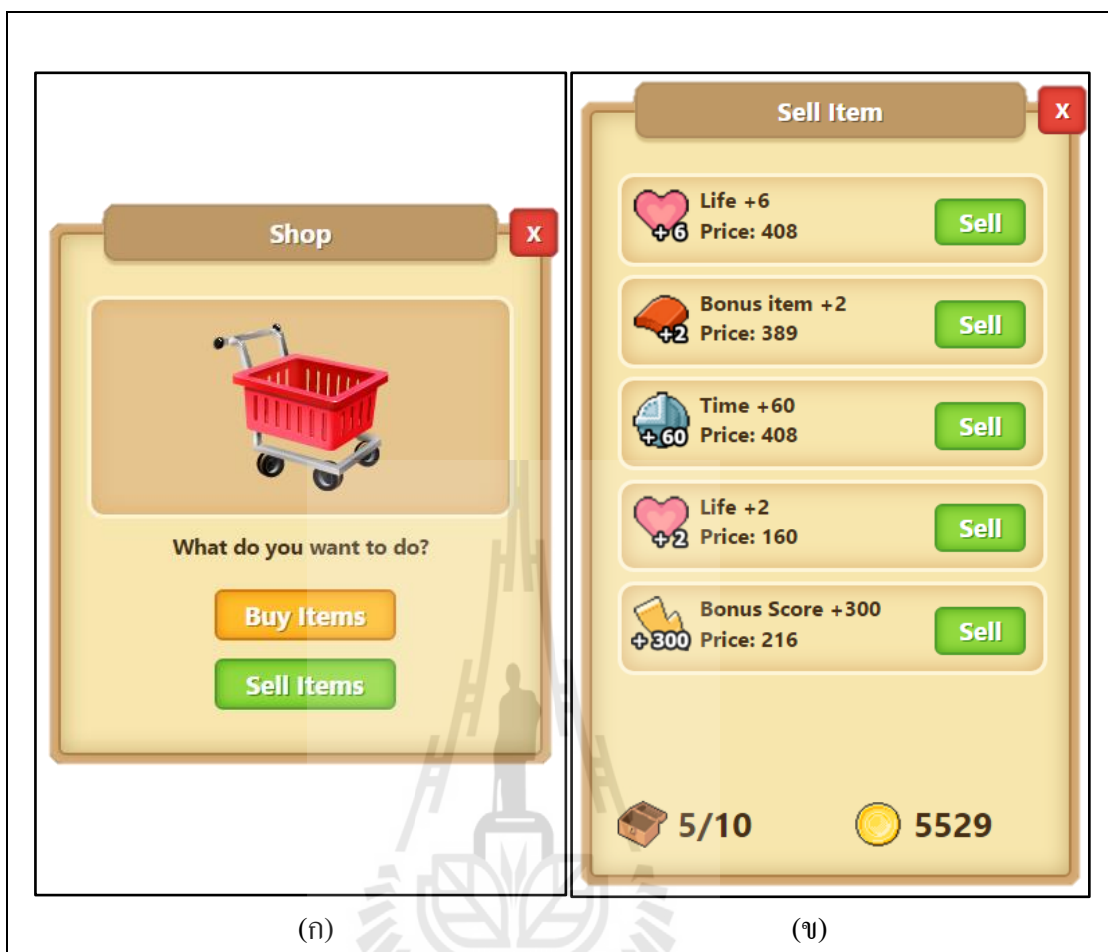 Shop
X
What do you want to do?
Buy Items
Sell Items
(ก)
Sell Item
X
+6
Life +6
Price: 408
Sell
+2
Bonus item +2
Price: 389
Sell
+60
Time +60
Price: 408
Sell
+2
Life +2
Price: 160
Sell
+300
Bonus Score +300
Price: 216
Sell
5/10
5529
(ข)